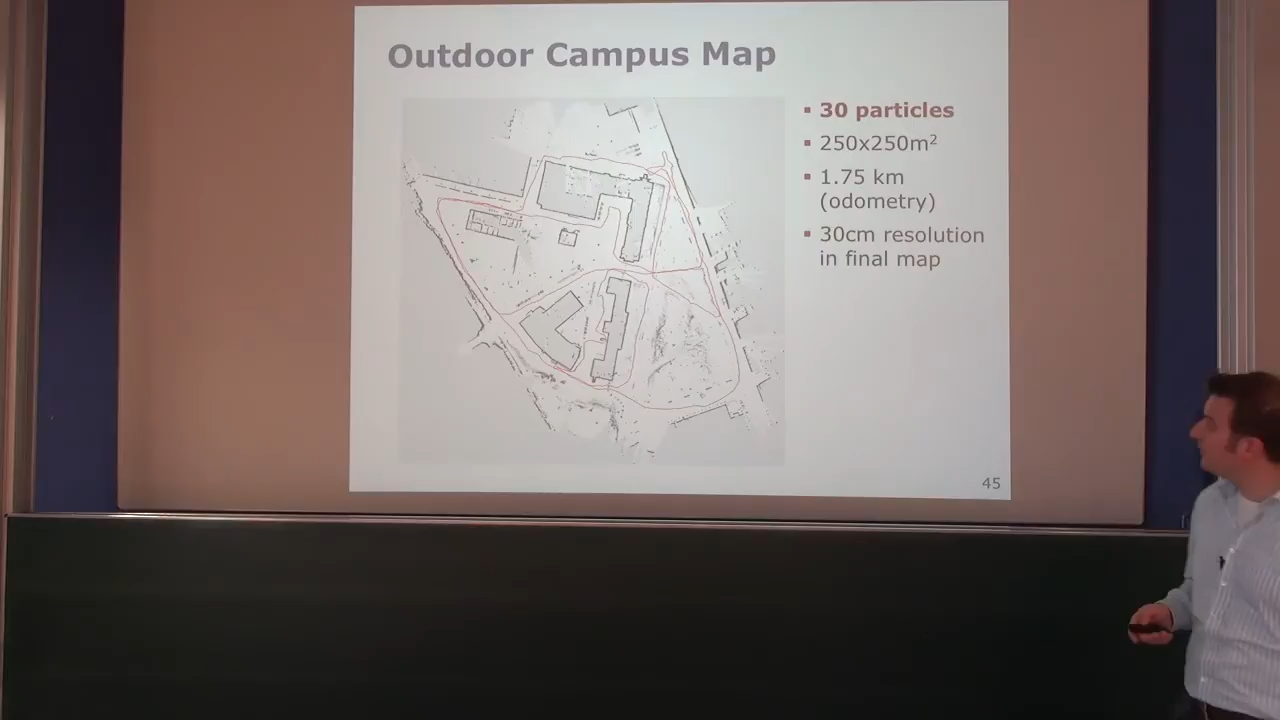 Outdoor Campus Map
▪ 30 particles
▪ 250x250m²
▪ 1.75 km
(odometry)
▪ 30cm resolution
in final map
45